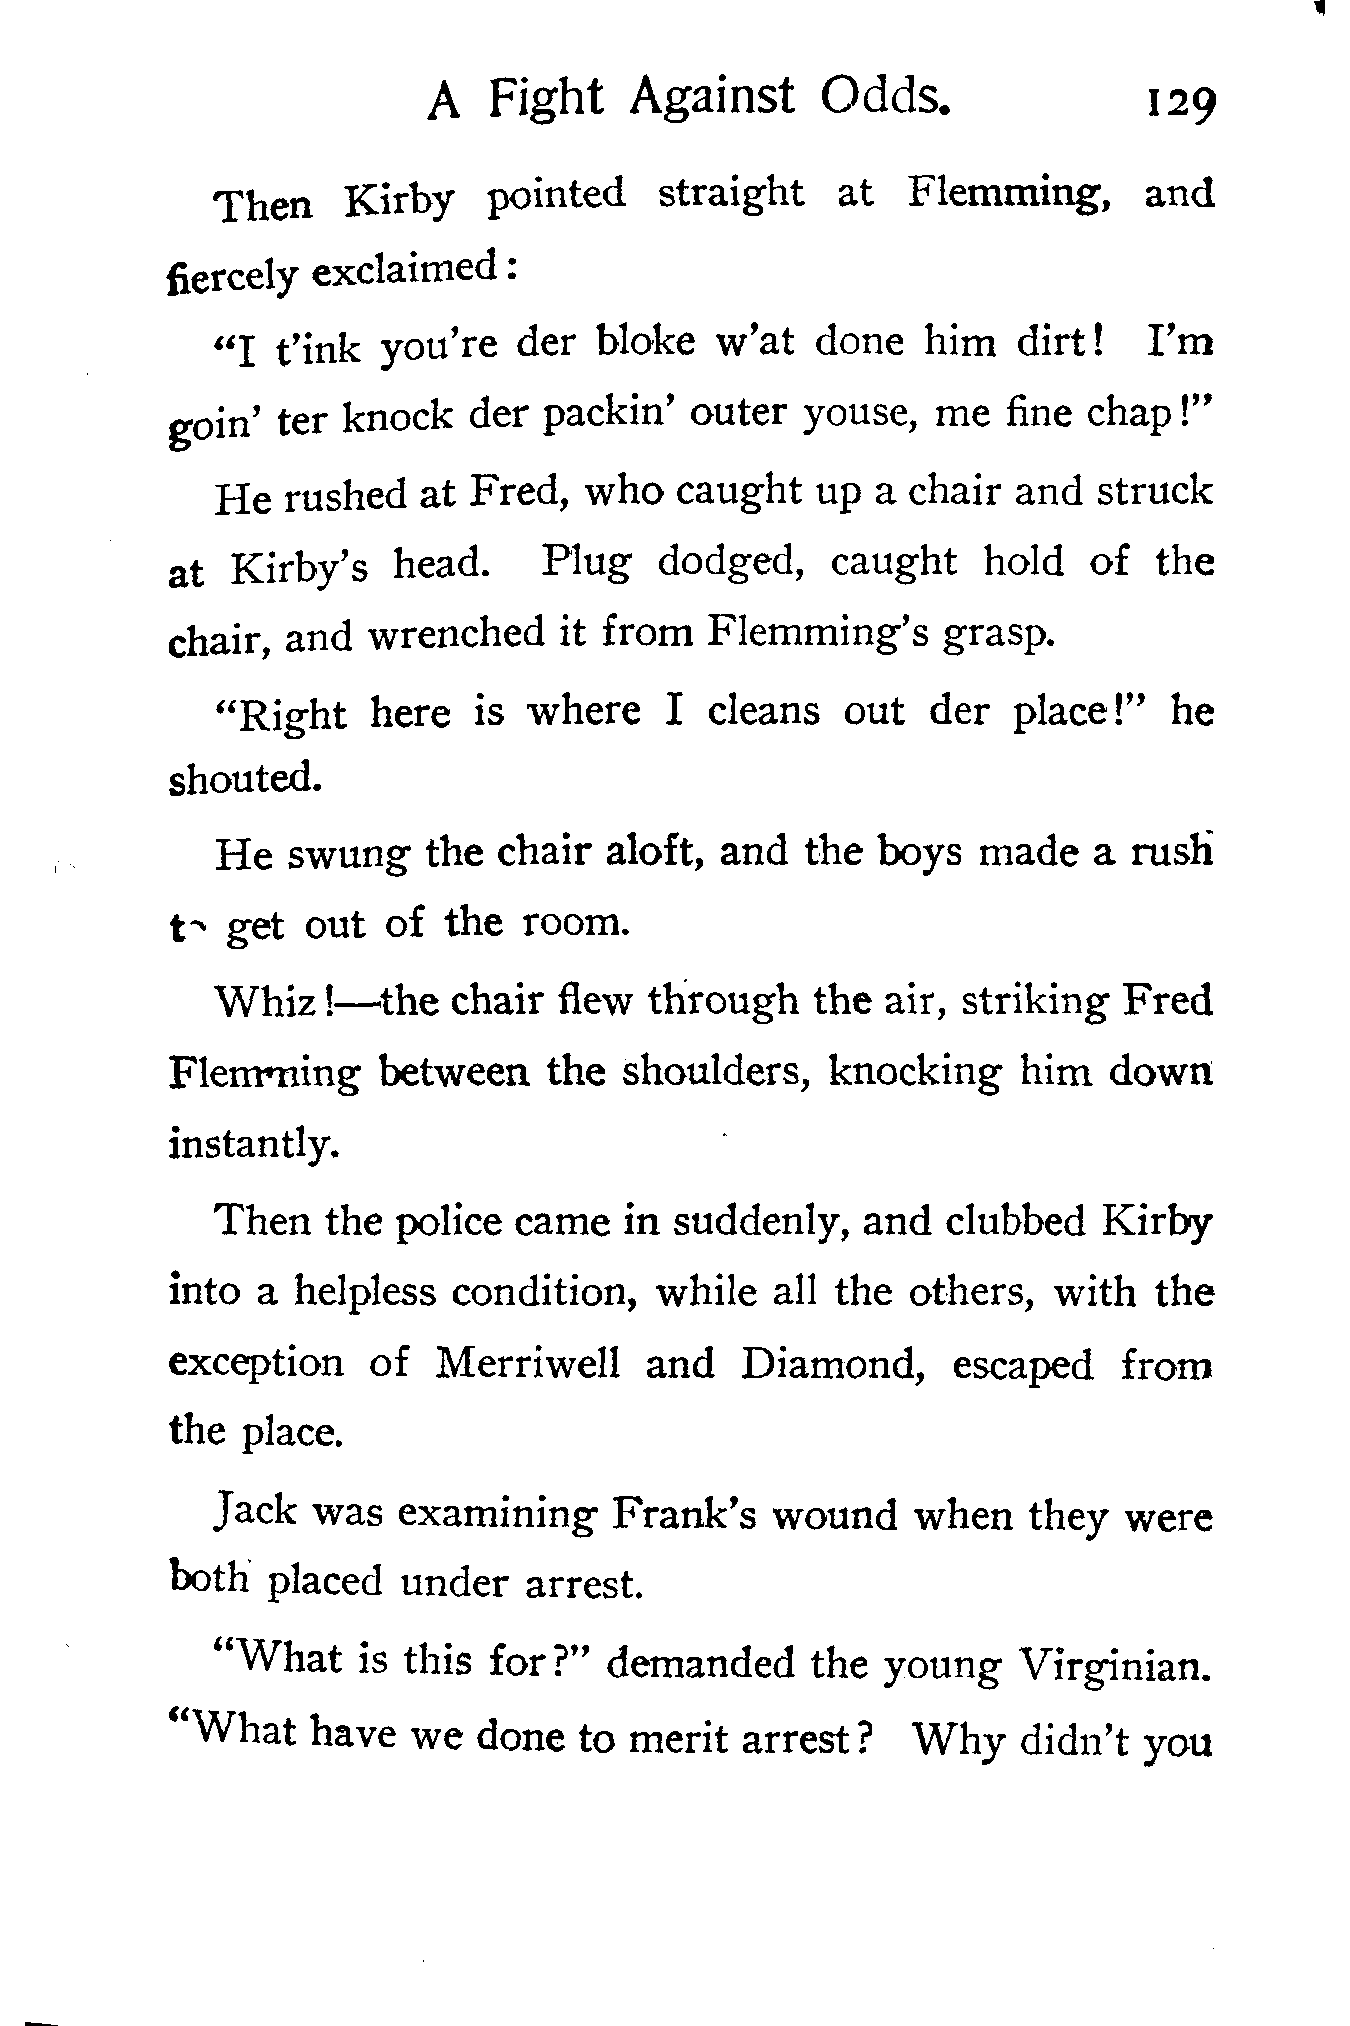 A Fight Against Odds. 129
Then Kirby pointed straight at Flemming, and
fiercely exclaimed:
"I t'ink you're der bloke w'at done him dirt! I'm
goin' ter knock der packin' outer youse, me fine chap!"
He rushed at Fred, who caught up a chair and struck
at Kirby's head. Plug dodged, caught hold of the
chair, and wrenched it from Flemming's grasp.
"Right here is where I cleans out der place!" he
shouted.
He swung the chair aloft, and the boys made a rush
to get out of the room.
Whiz!—the chair flew through the air, striking Fred
Flemming between the shoulders, knocking him down
instantly.
Then the police came in suddenly, and clubbed Kirby
into a helpless condition, while all the others, with the
exception of Merriwell and Diamond, escaped from
the place.
Jack was examining Frank's wound when they were
both placed under arrest.
"What is this for?" demanded the young Virginian.
"What have we done to merit arrest? Why didn't you